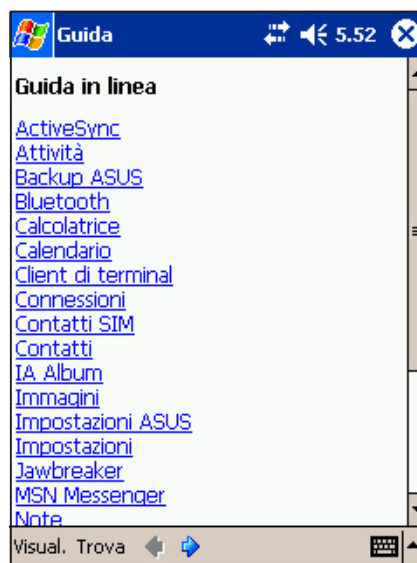 Guida 5.52
Guida in linea
ActiveSync
Attività
Backup ASUS
Bluetooth
Calcolatrice
Calendario
Client di terminal
Connessioni
Contatti SIM
Contatti
IA Album
Immagini
Impostazioni ASUS
Impostazioni
Jawbreaker
MSN Messenger
Note
Visual. Trova